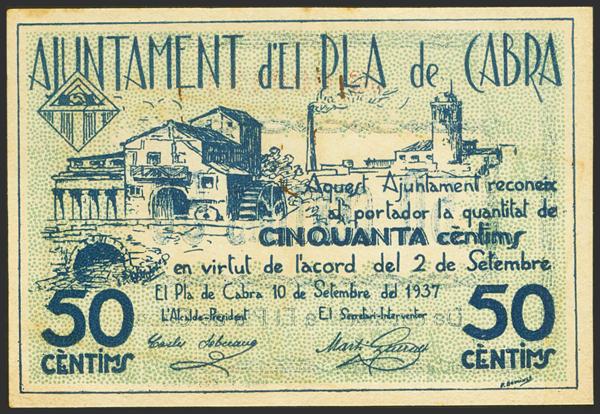 AJUNTAMENT d'El PLA de CABRA
Aquest Ajuntament reconeix
al portador la quantitat de
CINQUANTA cèntims
en virtut de l'acord del 2 de Setembre
El Pla de Cabra 10 de Setembre del 1937
L'Alcalde-President El Secretari-Interventor
50 50
CÈNTIMS CÈNTIMS